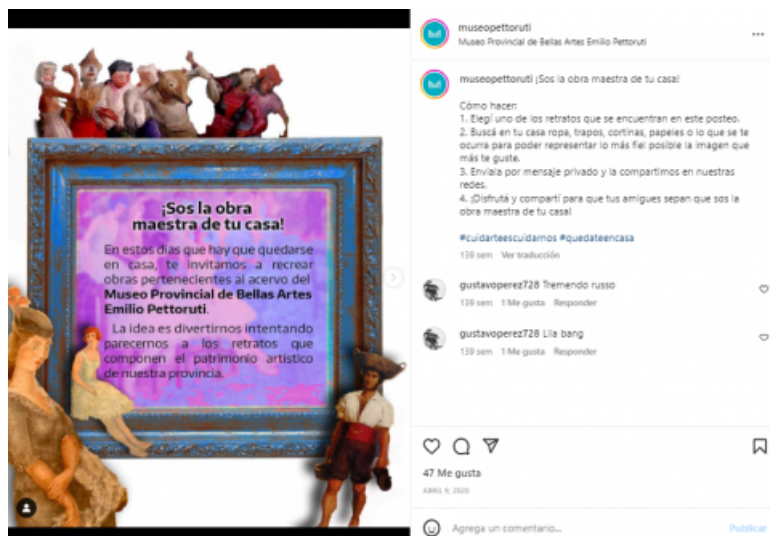 ¡Sos la obra
maestra de tu casa!
En estos días que hay que quedarse
en casa, te invitamos a recrear
obras pertenecientes al acervo del
Museo Provincial de Bellas Artes
Emilio Pettoruti.
La idea es divertirnos intentando
parecernos a los retratos que
componen el patrimonio artístico
de nuestra provincia.
museopettoruti
Museo Provincial de Bellas Artes Emilio Pettoruti
museopettoruti ¡Sos la obra maestra de tu casa!
Cómo hacer:
1. Elegí uno de los retratos que se encuentran en este posteo.
2. Buscá en tu casa ropa, trapos, cortinas, papeles o lo que se te
ocurra para poder representar lo más fiel posible la imagen que
más te guste.
3. Envíala por mensaje privado y la compartimos en nuestras
redes.
4. ¡Disfrutá y compartí para que tus amigues sepan que sos la
obra maestra de tu casa!
#cuidarteescuidarnos #quedateencasa
139 sem Ver traducción
gustavoperez728 Tremendo russo
139 sem 1 Me gusta Responder
gustavoperez728 Lila bang
139 sem 1 Me gusta Responder
47 Me gusta
ABRIL 9, 2020
Agrega un comentario...
Publicar